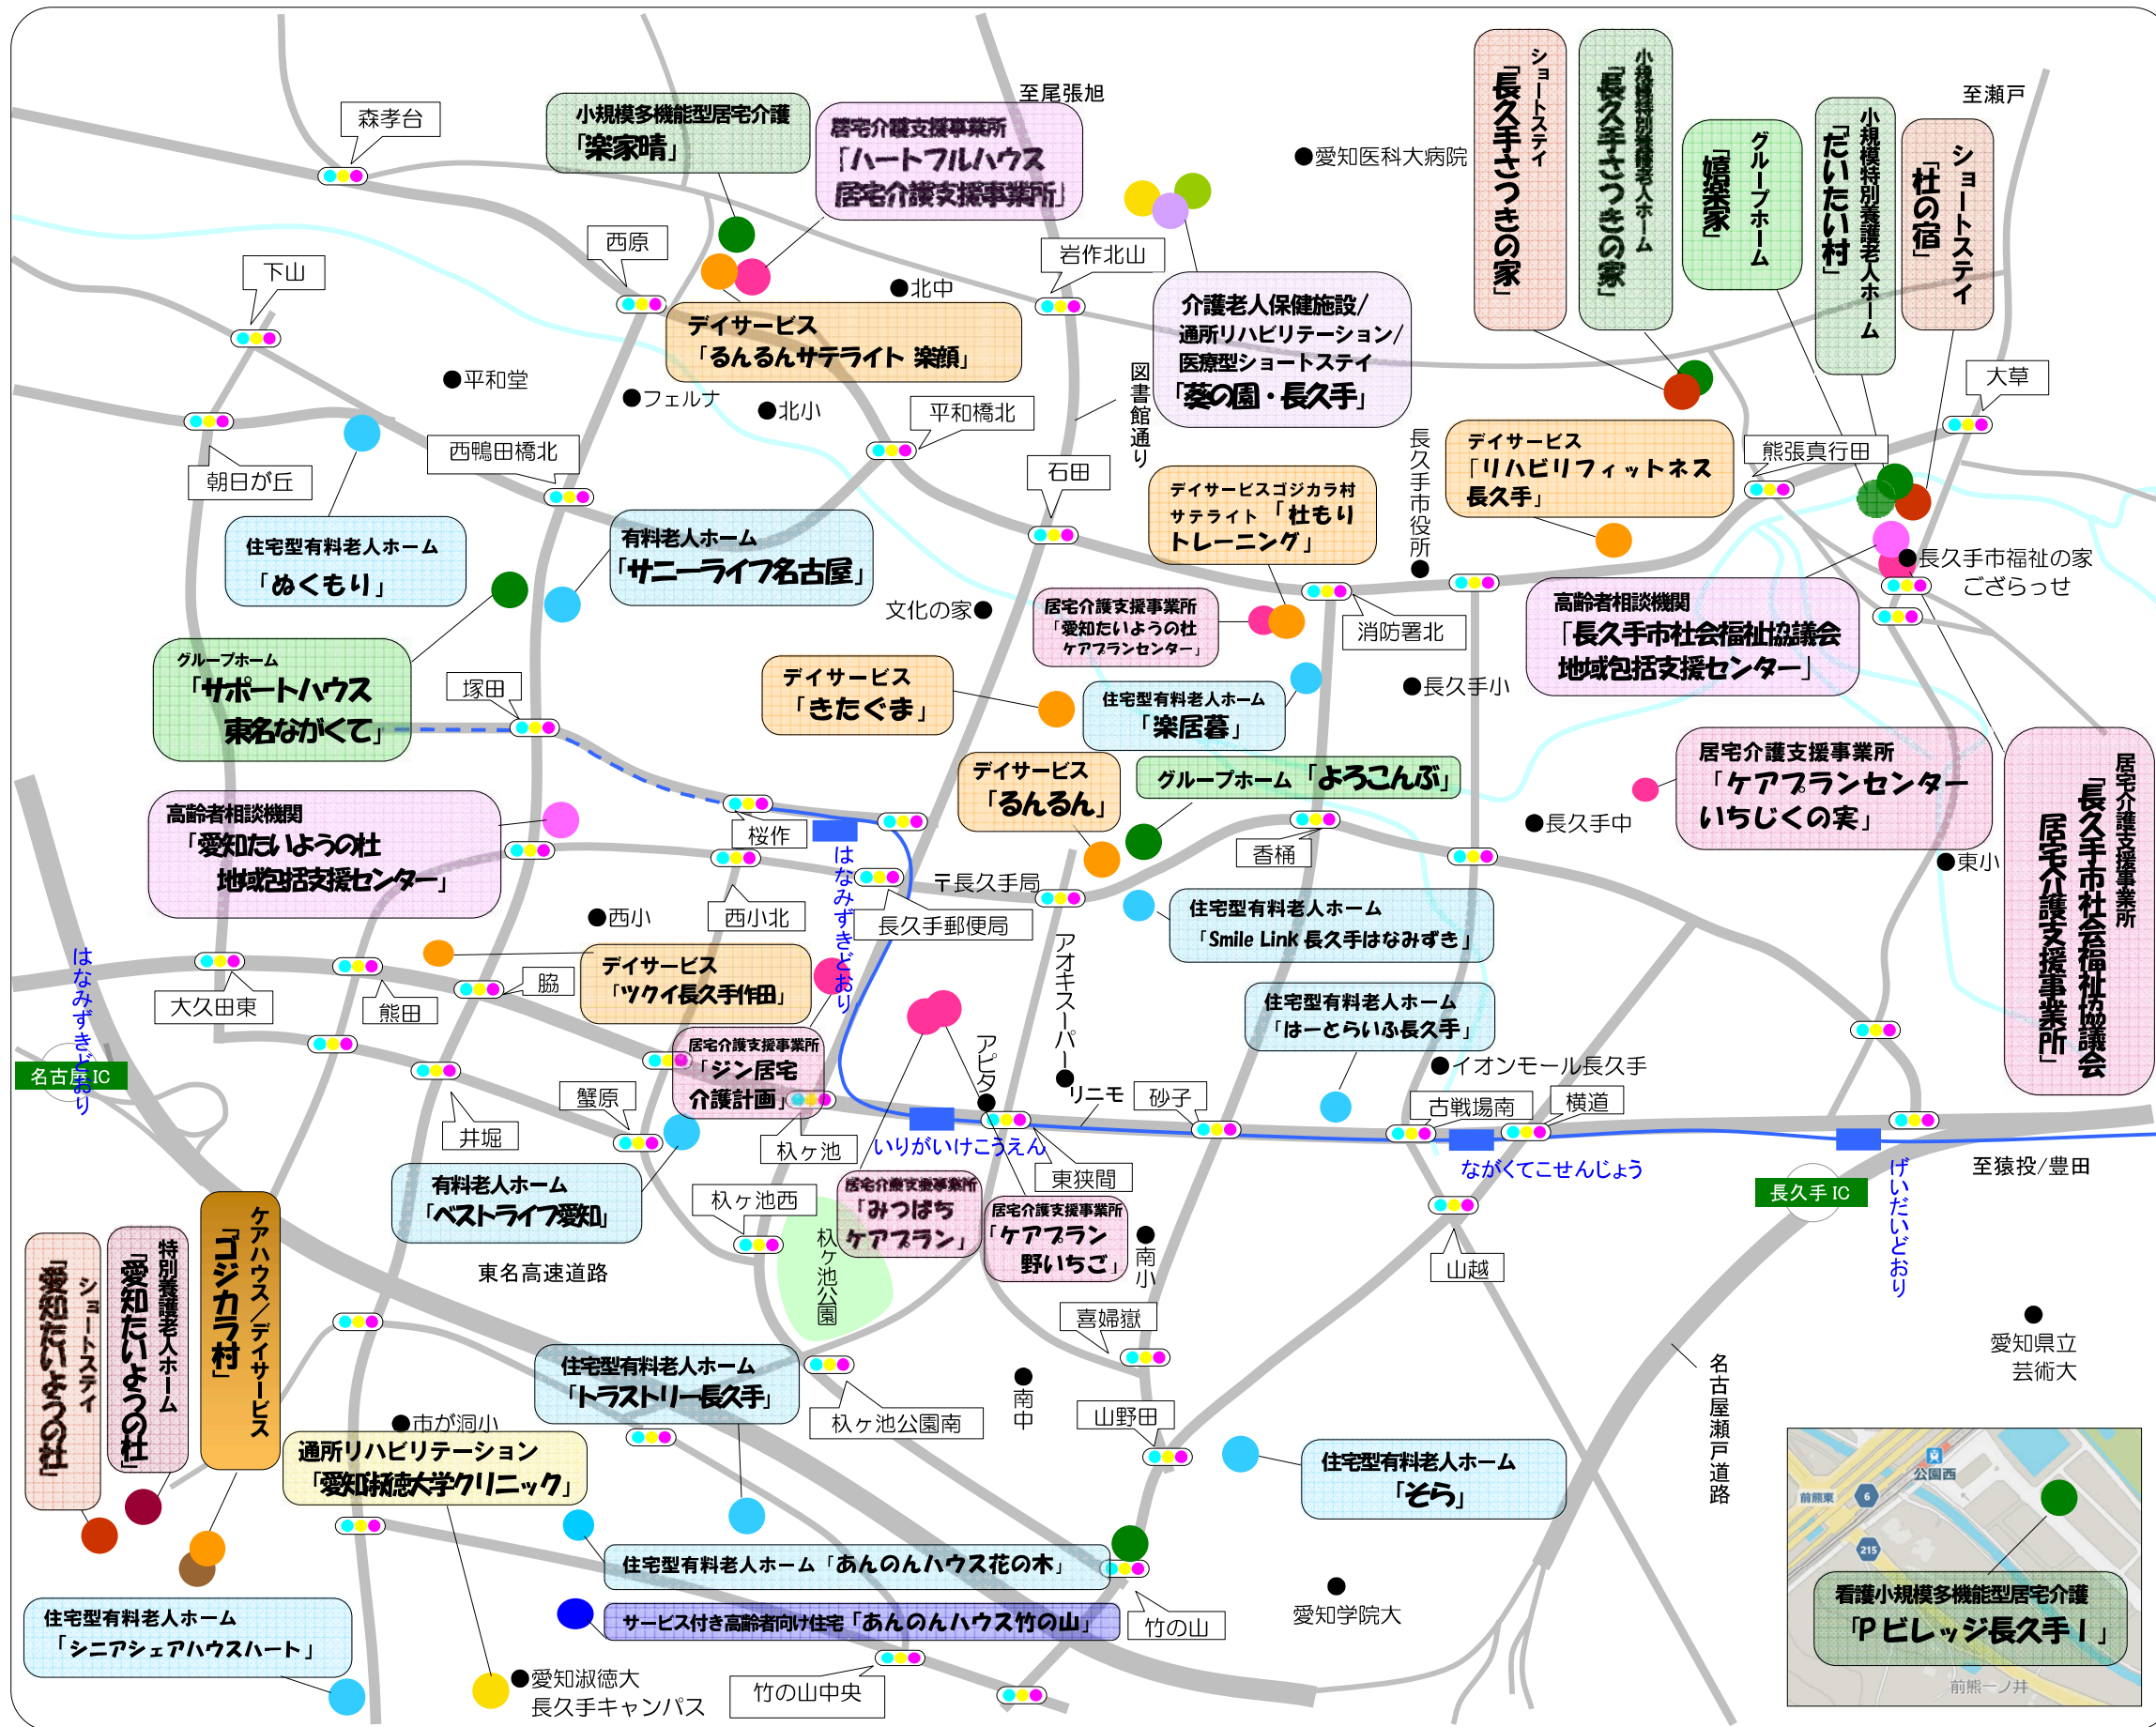 至尾張旭
至瀬戸
森孝台
小規模多機能型居宅介護
「楽家晴」
居宅介護支援事業所
「ハートフルハウス
居宅介護支援事業所」
●愛知医科大病院
ショートステイ
「長久手さつきの家」
小規模特別養護老人ホーム
「長久手さつきの家」
グループホーム
「嬉楽家」
小規模特別養護老人ホーム
「だいたい村」
ショートステイ
「杜の宿」
西原
下山
●北中
岩作北山
デイサービス
「るんるんサテライト 楽顔」
介護老人保健施設/
通所リハビリテーション/
医療型ショートステイ
「葵の園・長久手」
図書館通り
●平和堂
●フェルナ
●北小
平和橋北
大草
朝日が丘
西鴨田橋北
石田
デイサービスゴジカラ村
サテライト「杜もり
トレーニング」
長久手市役所●
デイサービス
「リハビリフィットネス
長久手」
熊張真行田
住宅型有料老人ホーム
「ぬくもり」
有料老人ホーム
「サニーライフ名古屋」
文化の家●
居宅介護支援事業所
「愛知たいようの杜
ケアプランセンター」
消防署北
●長久手市福祉の家
ござらっせ
高齢者相談機関
「長久手市社会福祉協議会
地域包括支援センター」
グループホーム
「サポートハウス
東名ながくて」
塚田
デイサービス
「きたぐま」
住宅型有料老人ホーム
「楽居暮」
●長久手小
デイサービス
「るんるん」
グループホーム「よろこんぶ」
居宅介護支援事業所
「ケアプランセンター
いちじくの実」
居宅介護支援事業所
「長久手市社会福祉協議会
居宅介護支援事業所」
高齢者相談機関
「愛知たいようの杜
地域包括支援センター」
桜作
はなみずきどおり
香桶
●長久手中
●東小
●西小
西小北
〒長久手局
長久手郵便局
住宅型有料老人ホーム
「Smile Link 長久手はなみずき」
アオキスーパー●
はなみずきどおり
大久田東
熊田
脇
デイサービス
「ツクイ長久手作田」
住宅型有料老人ホーム
「はーとらいふ長久手」
名古屋 IC
居宅介護支援事業所
「ジン居宅
介護計画」
アピタ●
リニモ
砂子
●イオンモール長久手
古戦場南
横道
井堀
蟹原
杁ヶ池
いりがいけこうえん
東狭間
ながくてこせんじょう
長久手 IC
げいだいどおり
至猿投/豊田
有料老人ホーム
「ベストライフ愛知」
杁ヶ池西
居宅介護支援事業所
「みつばち
ケアプラン」
居宅介護支援事業所
「ケアプラン
野いちご」
●南小
山越
東名高速道路
杁ヶ池公園
ショートステイ
「愛知たいようの杜」
特別養護老人ホーム
「愛知たいようの杜」
ケアハウス/デイサービス
「ゴジカラ村」
喜婦嶽
●愛知県立
芸術大
名古屋瀬戸道路
住宅型有料老人ホーム
「トラストリー長久手」
●南中
杁ヶ池公園南
山野田
●市が洞小
通所リハビリテーション
「愛知淑徳大学クリニック」
住宅型有料老人ホーム
「そら」
公園西
前熊東
6
215
看護小規模多機能型居宅介護
「Pビレッジ長久手Ⅰ」
前熊一ノ井
住宅型有料老人ホーム「あんのんハウス花の木」
サービス付き高齢者向け住宅「あんのんハウス竹の山」
竹の山
●愛知学院大
住宅型有料老人ホーム
「シニアシェアハウスハート」
●愛知淑徳大
長久手キャンパス
竹の山中央